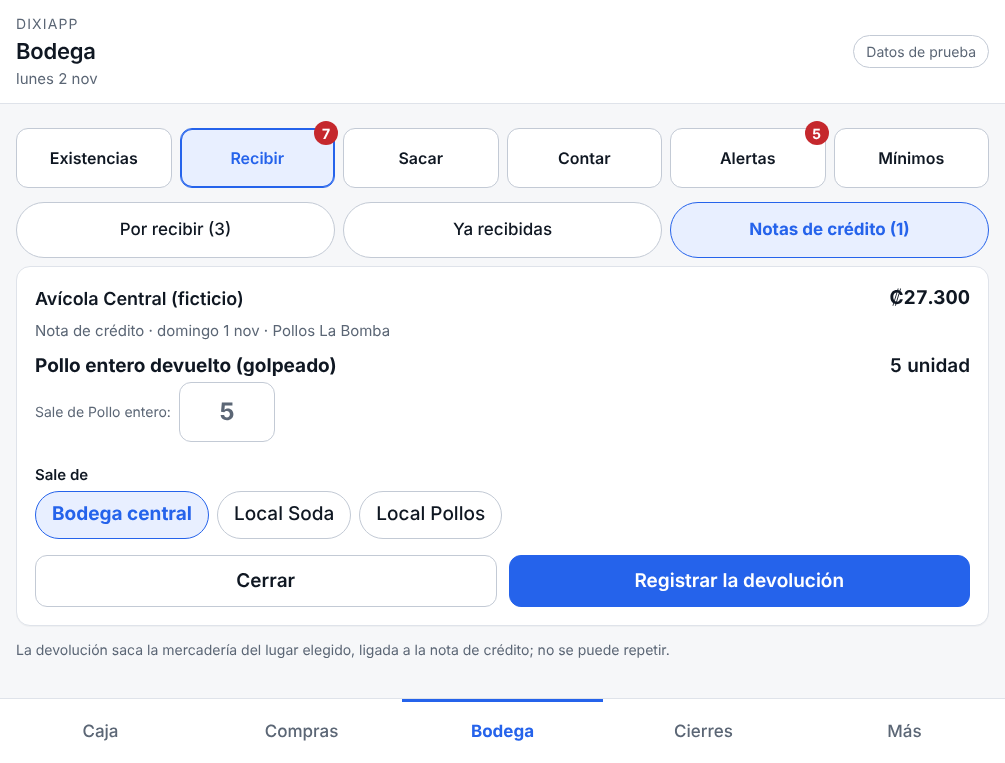 DIXIAPP
Bodega
lunes 2 nov
Datos de prueba
Existencias
Recibir
7
Sacar
Contar
Alertas
5
Mínimos
Por recibir (3)
Ya recibidas
Notas de crédito (1)
Avícola Central (ficticio)
₡27.300
Nota de crédito · domingo 1 nov · Pollos La Bomba
Pollo entero devuelto (golpeado)
5 unidad
Sale de Pollo entero:
5
Sale de
Bodega central
Local Soda
Local Pollos
Cerrar
Registrar la devolución
La devolución saca la mercadería del lugar elegido, ligada a la nota de crédito; no se puede repetir.
Caja
Compras
Bodega
Cierres
Más